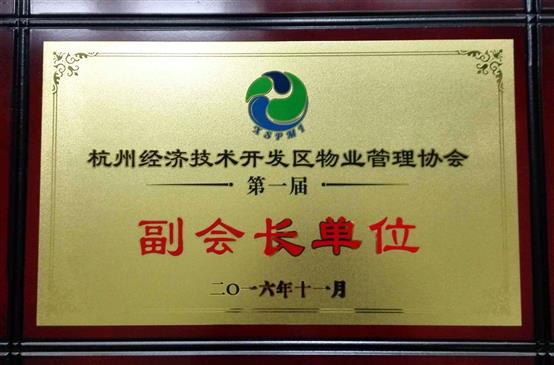 XSPMI
杭州经济技术开发区物业管理协会
第一届
副会长单位
二〇一六年十一月